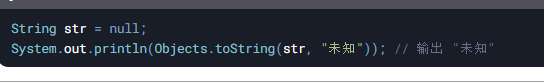 String str = null;
System.out.println(Objects.toString(str, "未知")); // 输出 "未知"